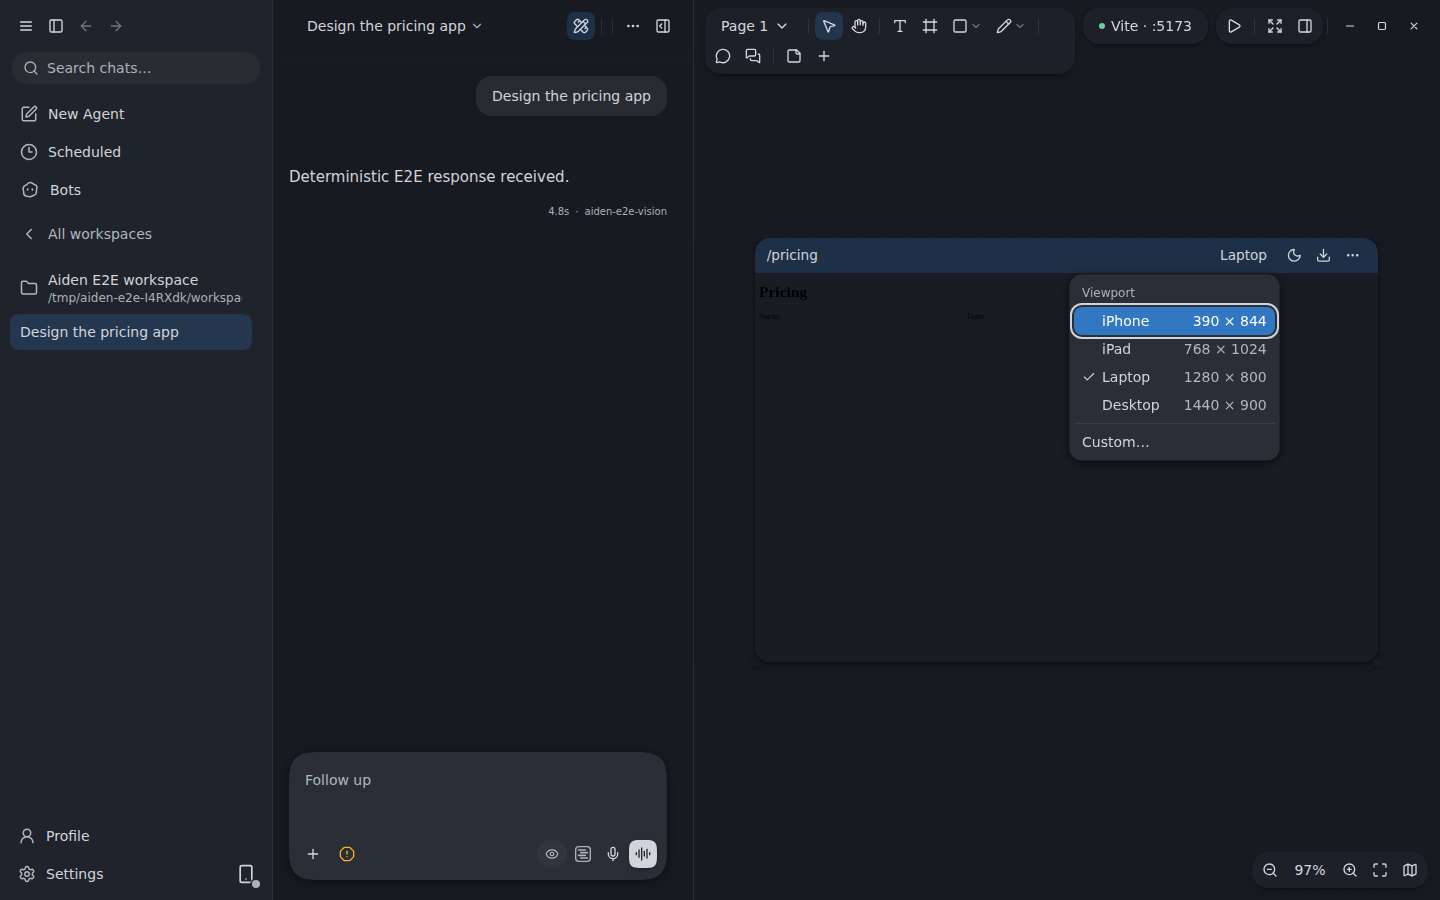 Search chats…
New Agent
Scheduled
Bots
All workspaces
Aiden E2E workspace
/tmp/aiden-e2e-I4RXdk/workspa
Design the pricing app
Profile
Settings
Design the pricing app
Design the pricing app
Deterministic E2E response received.
4.8s · aiden-e2e-vision
Follow up
Page 1
Vite · :5173
/pricing
Laptop
Pricing
Starter Team
Viewport
iPhone 390 × 844
iPad 768 × 1024
Laptop 1280 × 800
Desktop 1440 × 900
Custom…
97%